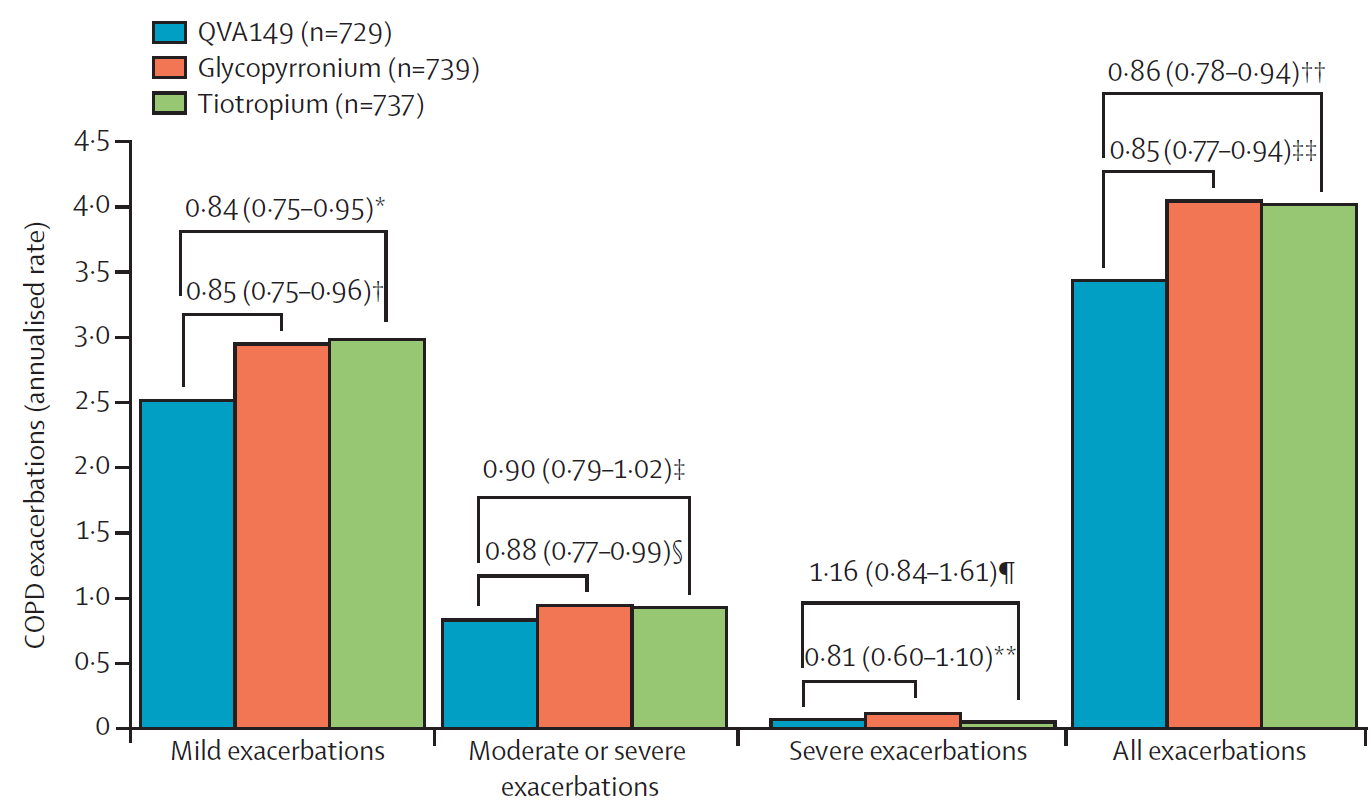 QVA149 (n=729)
Glycopyrronium (n=739)
Tiotropium (n=737)
COPD exacerbations (annualised rate)
4·5
4·0
3·5
3·0
2·5
2·0
1·5
1·0
0·5
0
0·84 (0·75–0·95)*
0·85 (0·75–0·96)†
0·90 (0·79–1·02)‡
0·88 (0·77–0·99)§
1·16 (0·84–1·61)¶
0·81 (0·60–1·10)**
0·86 (0·78–0·94)††
0·85 (0·77–0·94)‡‡
Mild exacerbations
Moderate or severe
exacerbations
Severe exacerbations
All exacerbations